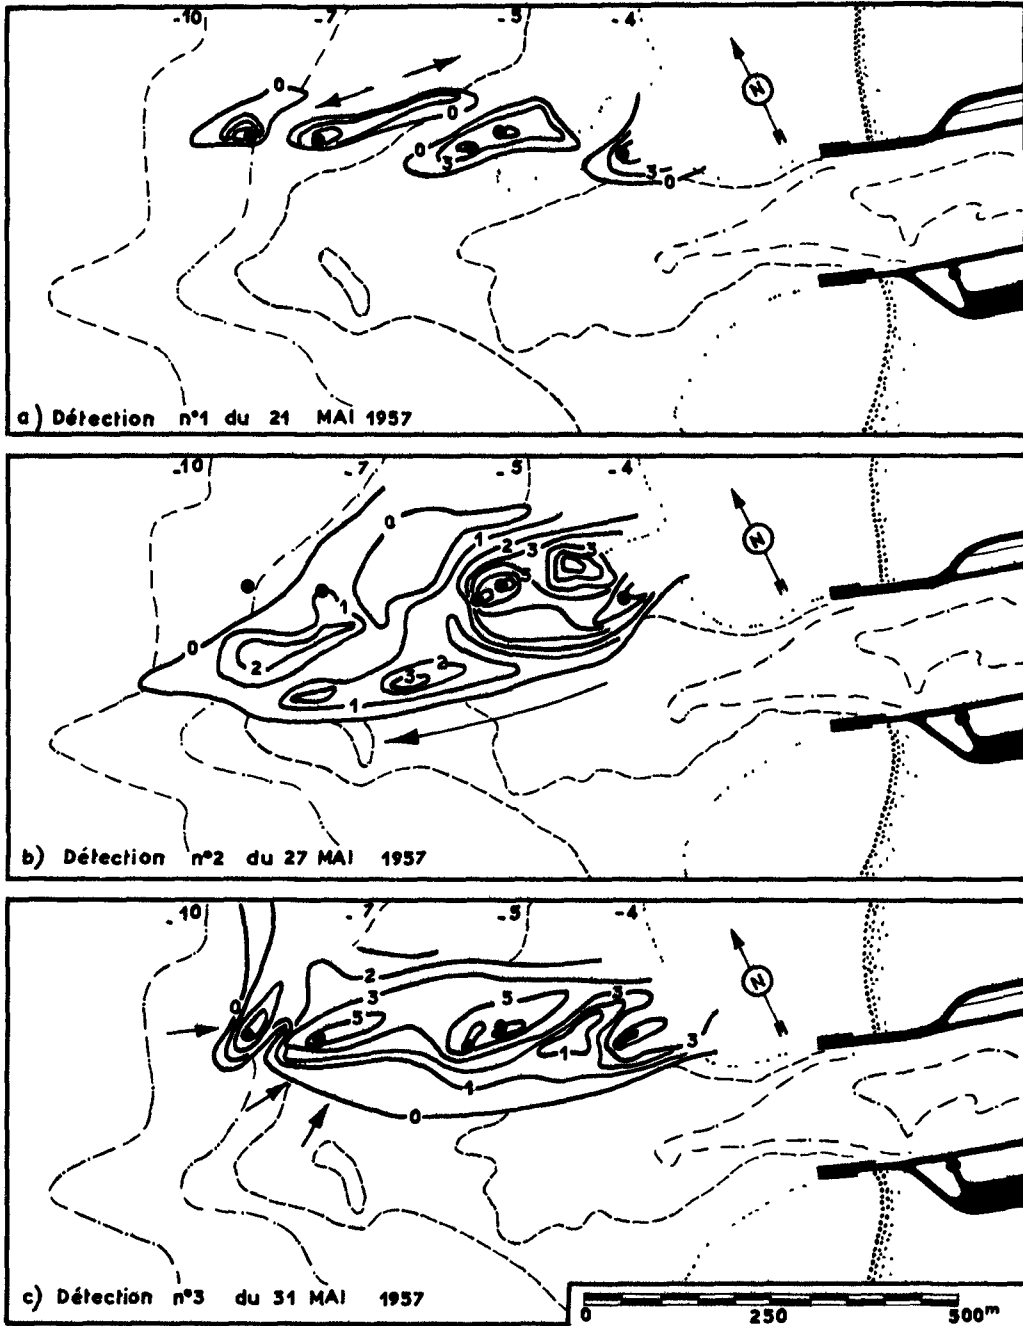 -10 -7 -5 -4
0 0 0 3 3 0
N
a) Détection n°1 du 21 MAI 1957
-10 -7 -5 -4
0 1 2 3 3 5
1 0 2 3 2 1
N
b) Détection n°2 du 27 MAI 1957
-10 -7 -5 -4
0 2 3 5 5 3
1 3 1 0
N
c) Détection n°3 du 31 MAI 1957
0 250 500m